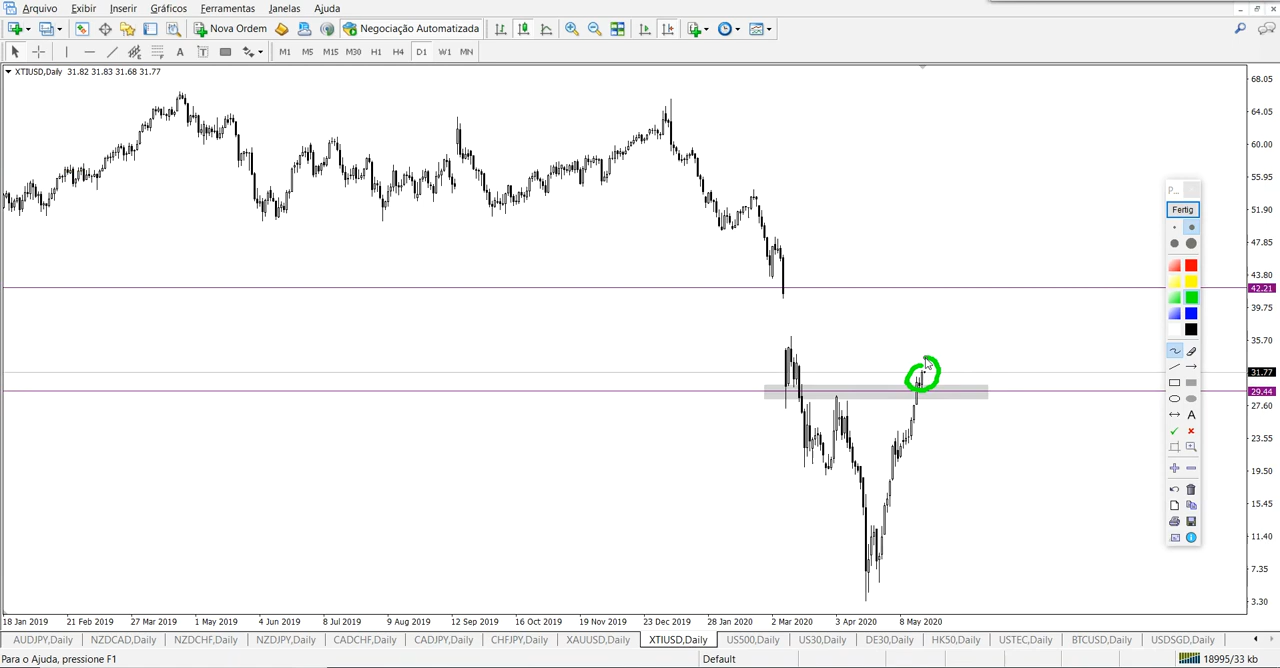 Arquivo Exibir Inserir Gráficos Ferramentas Janelas Ajuda
Nova Ordem Negociação Automatizada
A T M1 M5 M15 M30 H1 H4 D1 W1 MN
XTIUSD,Daily 31.82 31.83 31.68 31.77
68.05
64.05
60.00
55.95
51.90
47.85
43.80
42.21
39.75
35.70
31.77
29.44
27.60
23.55
19.50
15.45
11.40
7.35
3.30
P...
Fertig
A
18 Jan 2019 21 Feb 2019 27 Mar 2019 1 May 2019 4 Jun 2019 8 Jul 2019 9 Aug 2019 12 Sep 2019 16 Oct 2019 19 Nov 2019 23 Dec 2019 28 Jan 2020 2 Mar 2020 3 Apr 2020 8 May 2020
AUDJPY,Daily NZDCAD,Daily NZDCHF,Daily NZDJPY,Daily CADCHF,Daily CADJPY,Daily CHFJPY,Daily XAUUSD,Daily XTIUSD,Daily US500,Daily US30,Daily DE30,Daily HK50,Daily USTEC,Daily BTCUSD,Daily USDSGD,Daily
Para o Ajuda, pressione F1 Default 18995/33 kb